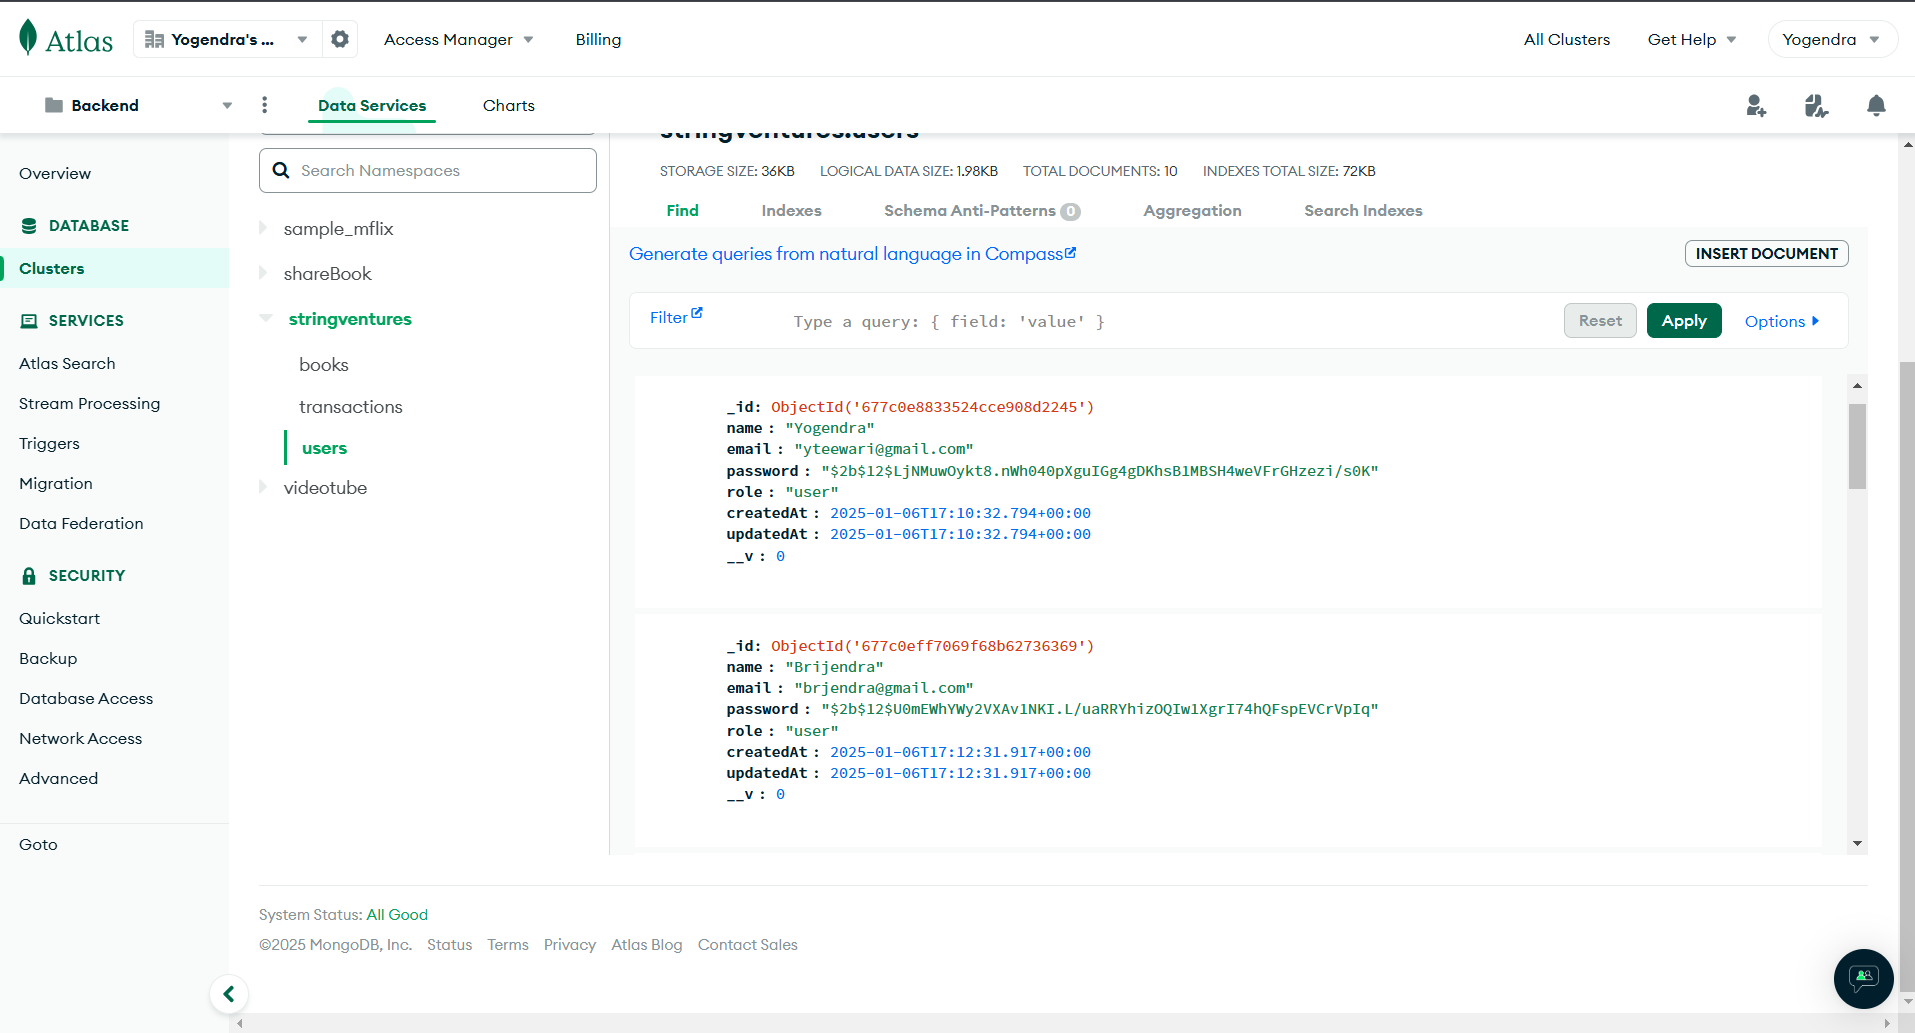 Atlas
Yogendra's ...
Access Manager
Billing
All Clusters
Get Help
Yogendra
Backend
Data Services
Charts
Overview
DATABASE
Clusters
SERVICES
Atlas Search
Stream Processing
Triggers
Migration
Data Federation
SECURITY
Quickstart
Backup
Database Access
Network Access
Advanced
Goto
Search Namespaces
sample_mflix
shareBook
stringventures
books
transactions
users
videotube
stringventures.users
STORAGE SIZE: 36KB LOGICAL DATA SIZE: 1.98KB TOTAL DOCUMENTS: 10 INDEXES TOTAL SIZE: 72KB
Find Indexes Schema Anti-Patterns 0 Aggregation Search Indexes
Generate queries from natural language in Compass
INSERT DOCUMENT
Filter
Type a query: { field: 'value' }
Reset
Apply
Options
_id: ObjectId('677c0e8833524cce908d2245')
name : "Yogendra"
email : "yteewari@gmail.com"
password : "$2b$12$LjNMuwOykt8.nWh040pXguIGg4gDKhsB1MBSH4weVFrGHzezi/s0K"
role : "user"
createdAt : 2025-01-06T17:10:32.794+00:00
updatedAt : 2025-01-06T17:10:32.794+00:00
__v : 0
_id: ObjectId('677c0eff7069f68b62736369')
name : "Brijendra"
email : "brjendra@gmail.com"
password : "$2b$12$U0mEWhYWy2VXAv1NKI.L/uaRRYhizOQIw1XgrI74hQFspEVCrVpIq"
role : "user"
createdAt : 2025-01-06T17:12:31.917+00:00
updatedAt : 2025-01-06T17:12:31.917+00:00
__v : 0
System Status: All Good
©2025 MongoDB, Inc. Status Terms Privacy Atlas Blog Contact Sales